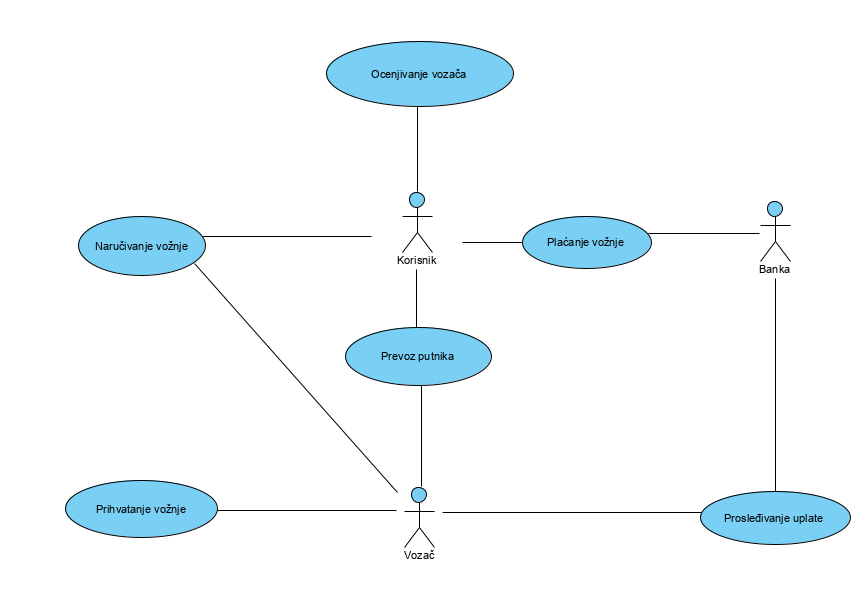 Ocenjivanje vozača
Naručivanje vožnje
Korisnik
Plaćanje vožnje
Banka
Prevoz putnika
Prihvatanje vožnje
Vozač
Prosleđivanje uplate